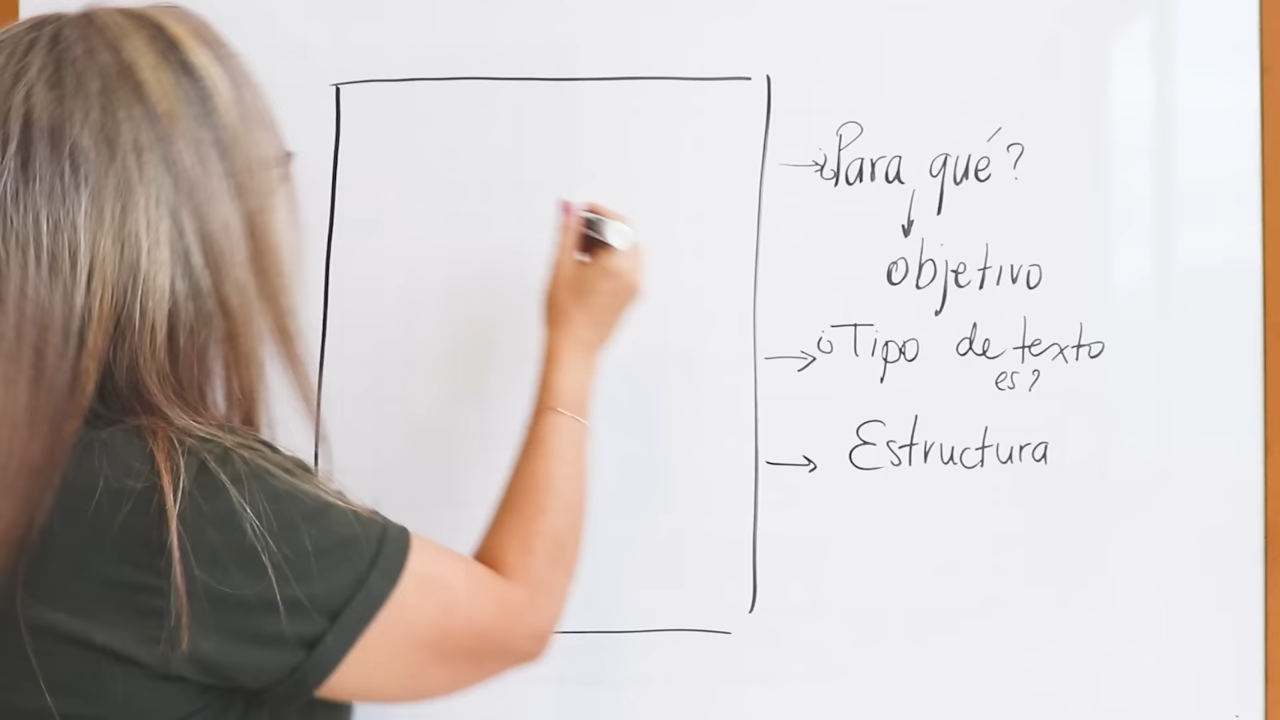 → ¿Para qué?
↓
objetivo
→ ¿Tipo de texto
es?
→ Estructura